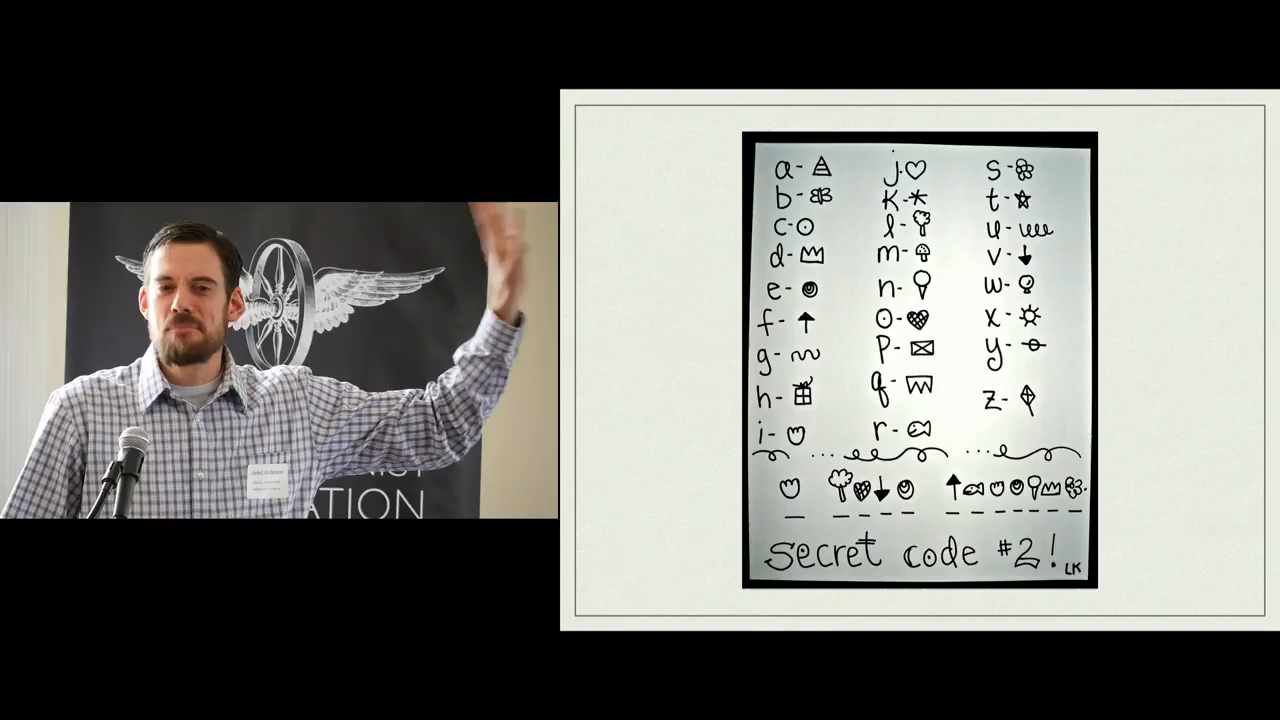 ATION
a-
b-
c-
d-
e-
f-
g-
h-
i-
j-
k-
l-
m-
n-
o-
p-
q-
r-
s-
t-
u-
v-
w-
x-
y-
z-
Secret code #2!
LK